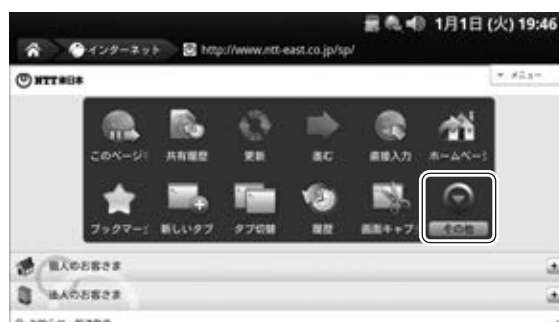 1月1日 (火) 19:46
インターネット http://www.ntt-east.co.jp/sp/
NTT東日本 メニュー
このページ 共有履歴 更新 進む 直接入力 ホームペー
ブックマー 新しいタブ タブ切替 履歴 画面キャプ その他
個人のお客さま
法人のお客さま